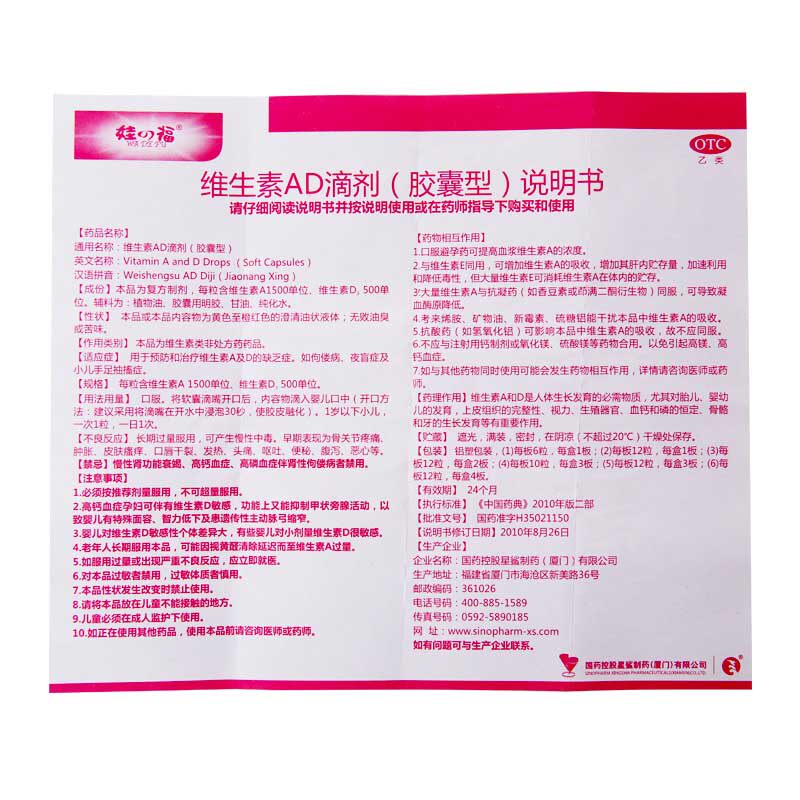 娃の福®
WA DE FU
OTC
乙类
维生素AD滴剂（胶囊型）说明书
请仔细阅读说明书并按说明使用或在药师指导下购买和使用
【药品名称】
通用名称：维生素AD滴剂（胶囊型）
英文名称：Vitamin A and D Drops （Soft Capsules）
汉语拼音：Weishengsu AD Diji (Jiaonang Xing)
【成份】本品为复方制剂，每粒含维生素A1500单位、维生素D₃ 500单
位。辅料为：植物油、胶囊用明胶、甘油、纯化水。
【性状】 本品或本品内容物为黄色至橙红色的澄清油状液体；无败油臭
或苦味。
【作用类别】 本品为维生素类非处方药药品。
【适应症】 用于预防和治疗维生素A及D的缺乏症。如佝偻病、夜盲症及
小儿手足抽搐症。
【规格】 每粒含维生素A 1500单位、维生素D₃ 500单位。
【用法用量】 口服。将软囊滴嘴开口后，内容物滴入婴儿口中（开口方
法：建议采用将滴嘴在开水中浸泡30秒，使胶皮融化）。1岁以下小儿，
一次1粒，一日1次。
【不良反应】长期过量服用，可产生慢性中毒。早期表现为骨关节疼痛、
肿胀、皮肤瘙痒、口唇干裂、发热、头痛、呕吐、便秘、腹泻、恶心等。
【禁忌】慢性肾功能衰竭、高钙血症、高磷血症伴肾性佝偻病者禁用。
【注意事项】
1.必须按推荐剂量服用，不可超量服用。
2.高钙血症孕妇可伴有维生素D敏感，功能上又能抑制甲状旁腺活动，以
致婴儿有特殊面容、智力低下及患遗传性主动脉弓缩窄。
3.婴儿对维生素D敏感性个体差异大，有些婴儿对小剂量维生素D很敏感。
4.老年人长期服用本品，可能因视黄醛清除延迟而至维生素A过量。
5.如服用过量或出现严重不良反应，应立即就医。
6.对本品过敏者禁用，过敏体质者慎用。
7.本品性状发生改变时禁止使用。
8.请将本品放在儿童不能接触的地方。
9.儿童必须在成人监护下使用。
10.如正在使用其他药品，使用本品前请咨询医师或药师。
【药物相互作用】
1.口服避孕药可提高血浆维生素A的浓度。
2.与维生素E同用，可增加维生素A的吸收，增加其肝内贮存量，加速利用
和降低毒性，但大量维生素E可消耗维生素A在体内的贮存。
3.大量维生素A与抗凝药（如香豆素或茚满二酮衍生物）同服，可导致凝
血酶原降低。
4.考来烯胺、矿物油、新霉素、硫糖铝能干扰本品中维生素A的吸收。
5.抗酸药（如氢氧化铝）可影响本品中维生素A的吸收，故不应同服。
6.不应与注射用钙制剂或氧化镁、硫酸镁等药物合用。以免引起高镁、高
钙血症。
7.如与其他药物同时使用可能会发生药物相互作用，详情请咨询医师或药
师。
【药理作用】维生素A和D是人体生长发育的必需物质，尤其对胎儿、婴幼
儿的发育，上皮组织的完整性、视力、生殖器官、血钙和磷的恒定、骨骼
和牙的生长发育等有重要作用。
【贮藏】 遮光，满装，密封，在阴凉（不超过20℃）干燥处保存。
【包装】铝塑包装，(1)每板6粒，每盒1板；(2)每板12粒，每盒1板；(3)每
板12粒，每盒2板；(4)每板10粒，每盒3板；(5)每板12粒，每盒3板；(6)每
板12粒，每盒4板。
【有效期】 24个月
【执行标准】《中国药典》2010年版二部
【批准文号】 国药准字H35021150
【说明书修订日期】2010年8月26日
【生产企业】
企业名称：国药控股星鲨制药（厦门）有限公司
生产地址：福建省厦门市海沧区新美路36号
邮政编码：361026
电话号码：400-885-1589
传真号码：0592-5890185
网 址：www.sinopharm-xs.com
如有问题可与生产企业联系。
国药控股星鲨制药(厦门)有限公司
SINOPHARM XINGSHA PHARMACEUTICALS(XIAMEN)CO.,LTD